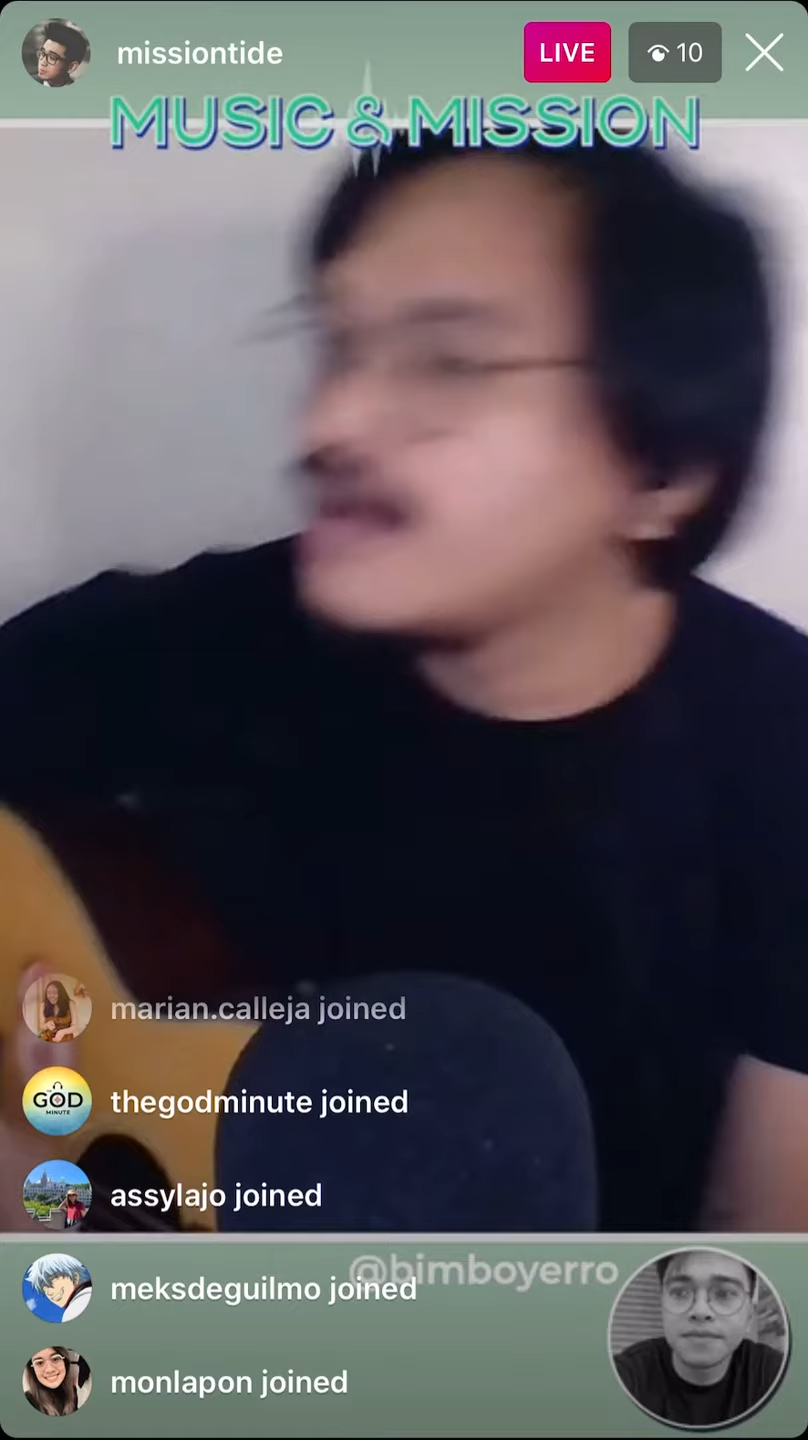 missiontide
LIVE
10
MUSIC & MISSION
marian.calleja joined
GOD
MINUTE
thegodminute joined
assylajo joined
@bimboyerro
meksdeguilmo joined
monlapon joined